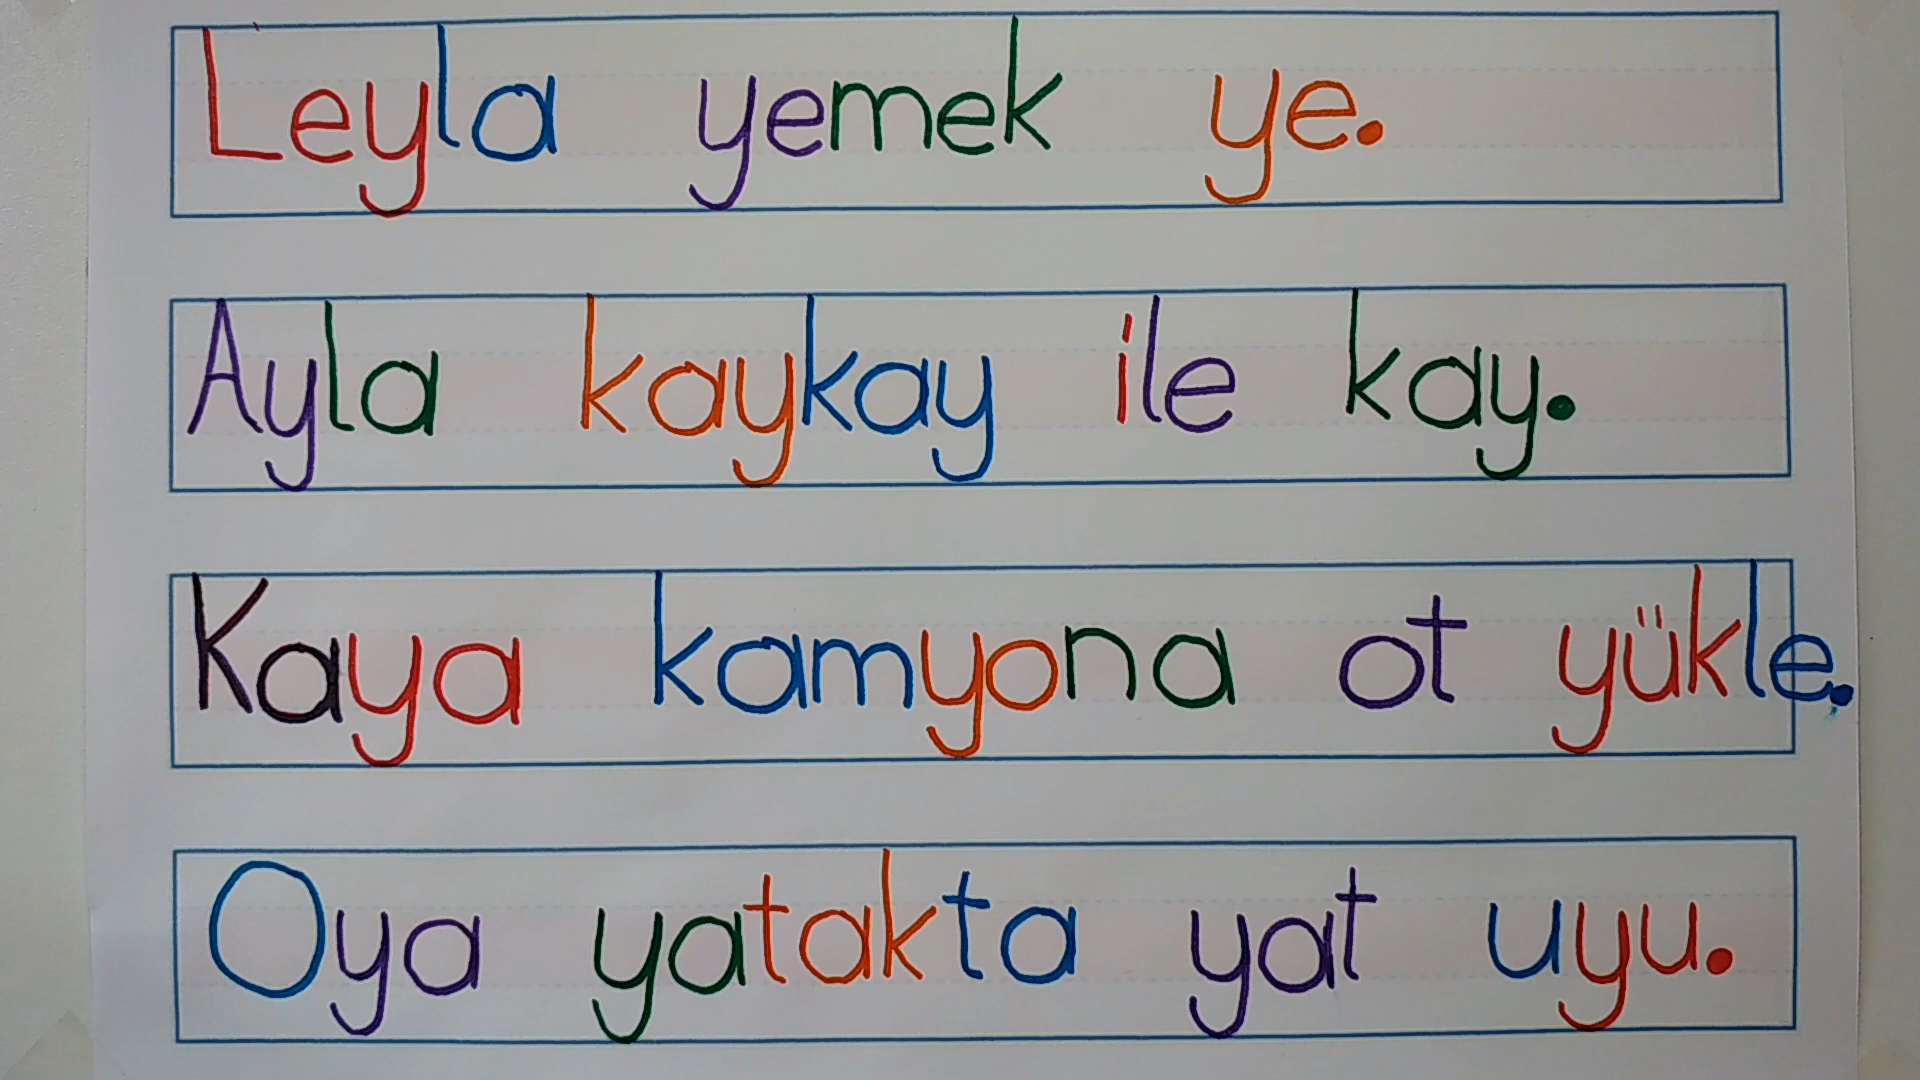 Leyla yemek ye.
Ayla kaykay ile kay.
Kaya kamyona ot yükle.
Oya yatakta yat uyu.